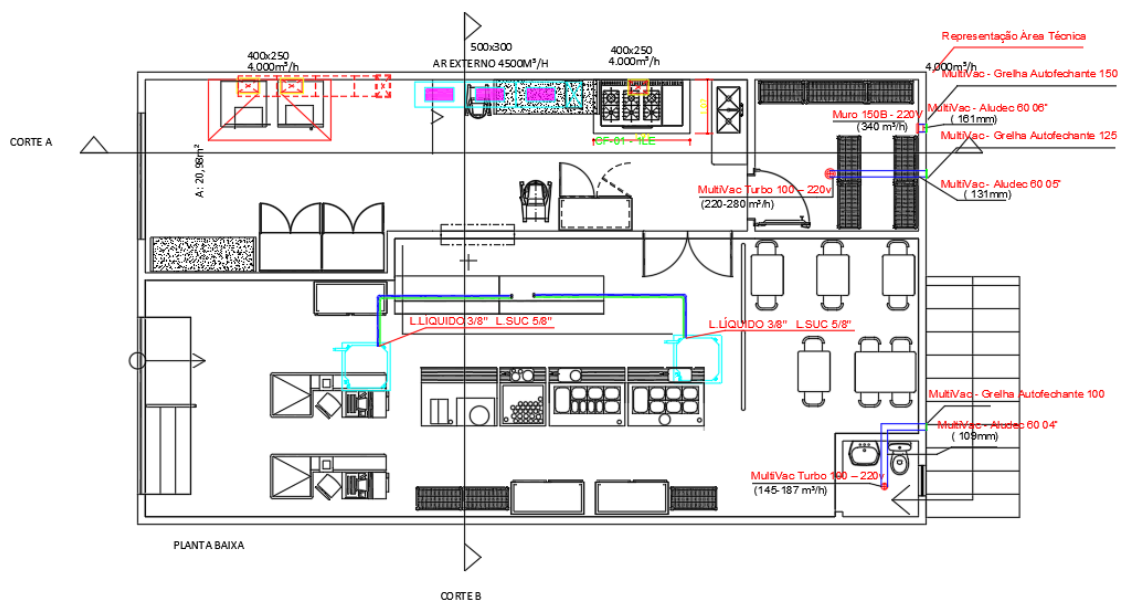 Representação Área Técnica
500x300
400x250
4.000m³/h
400x250
4.000m³/h
AR EXTERNO 4500M³/H
4.000m³/h
MultiVac - Grelha Autofechante 150
MultiVac - Aludec 60 06"
( 161mm)
Muro 150B - 220V
(340 m³/h)
MultiVac - Grelha Autofechante 125
CORTE A
A: 20,98m²
MultiVac - Aludec 60 05"
( 131mm)
MultiVac Turbo 100 – 220v
(220-280 m³/h)
L.LÍQUIDO 3/8" L.SUC 5/8"
L.LÍQUIDO 3/8" L.SUC 5/8"
MultiVac - Grelha Autofechante 100
MultiVac - Aludec 60 04"
( 109mm)
MultiVac Turbo 100 – 220v
(145-187 m³/h)
PLANTA BAIXA
CORTE B